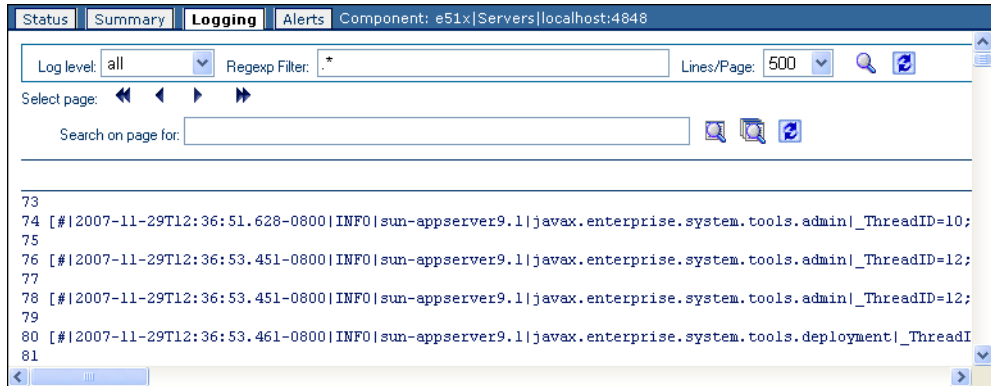 Status Summary Logging Alerts Component: e51x|Servers|localhost:4848
Log level: all Regexp Filter: .* Lines/Page: 500
Select page:
Search on page for:
73
74 [#|2007-11-29T12:36:51.628-0800|INFO|sun-appserver9.1|javax.enterprise.system.tools.admin|_ThreadID=10;
75
76 [#|2007-11-29T12:36:53.451-0800|INFO|sun-appserver9.1|javax.enterprise.system.tools.admin|_ThreadID=12;
77
78 [#|2007-11-29T12:36:53.451-0800|INFO|sun-appserver9.1|javax.enterprise.system.tools.admin|_ThreadID=12;
79
80 [#|2007-11-29T12:36:53.461-0800|INFO|sun-appserver9.1|javax.enterprise.system.tools.deployment|_ThreadI
81